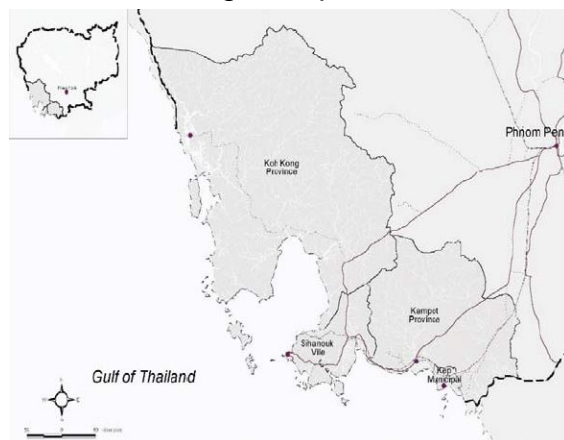 Phnom Pen
Koh Kong
Province
Kampot
Province
Sihanouk
Ville
Kep
Municipal
Gulf of Thailand